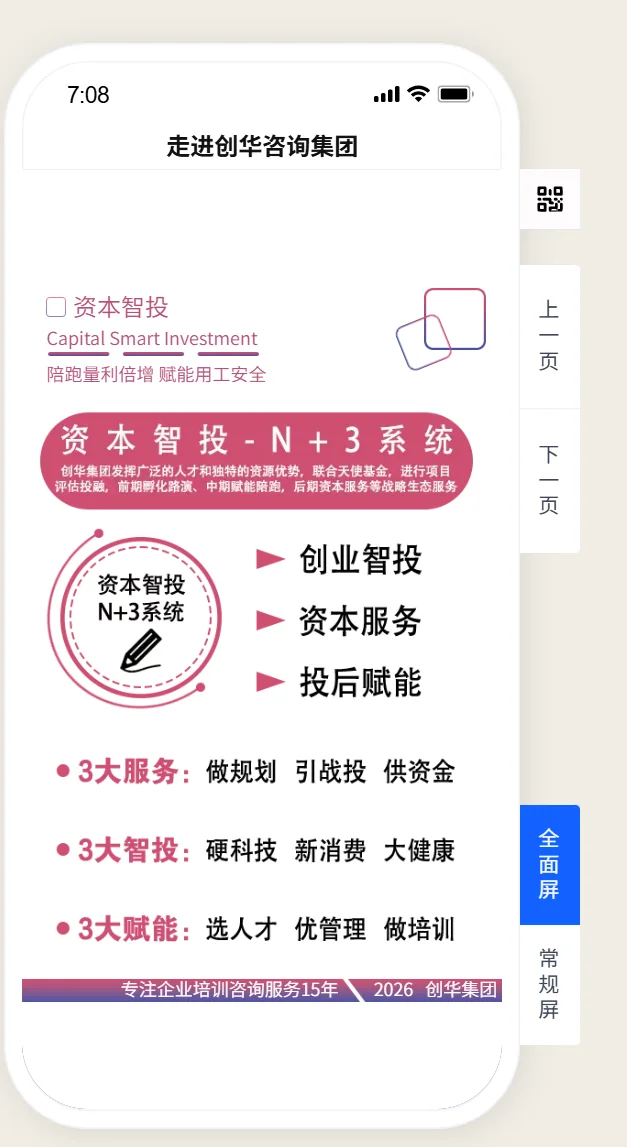 7:08
走进创华咨询集团
资本智投
Capital Smart Investment
陪跑量利倍增 赋能用工安全
资本智投-N+3系统
创华集团发挥广泛的人才和独特的资源优势，联合天使基金，进行项目
评估投融，前期孵化路演、中期赋能陪跑，后期资本服务等战略生态服务
资本智投
N+3系统
创业智投
资本服务
投后赋能
3大服务：做规划 引战投 供资金
3大智投：硬科技 新消费 大健康
3大赋能：选人才 优管理 做培训
专注企业培训咨询服务15年 2026 创华集团
上一页
下一页
全面屏
常规屏